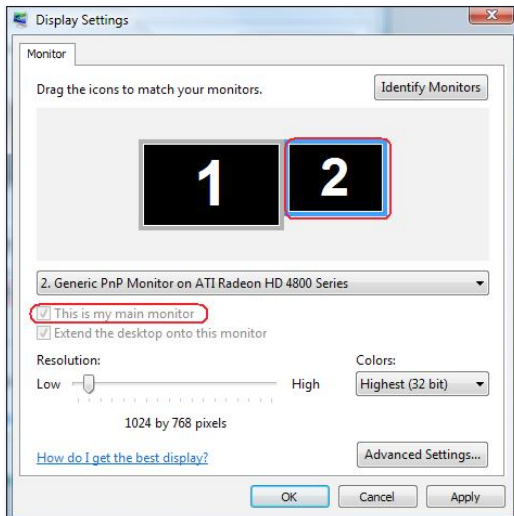 Display Settings
Monitor
Drag the icons to match your monitors.
Identify Monitors
1
2
2. Generic PnP Monitor on ATI Radeon HD 4800 Series
This is my main monitor
Extend the desktop onto this monitor
Resolution:
Colors:
Low
High
Highest (32 bit)
1024 by 768 pixels
How do I get the best display?
Advanced Settings...
OK
Cancel
Apply